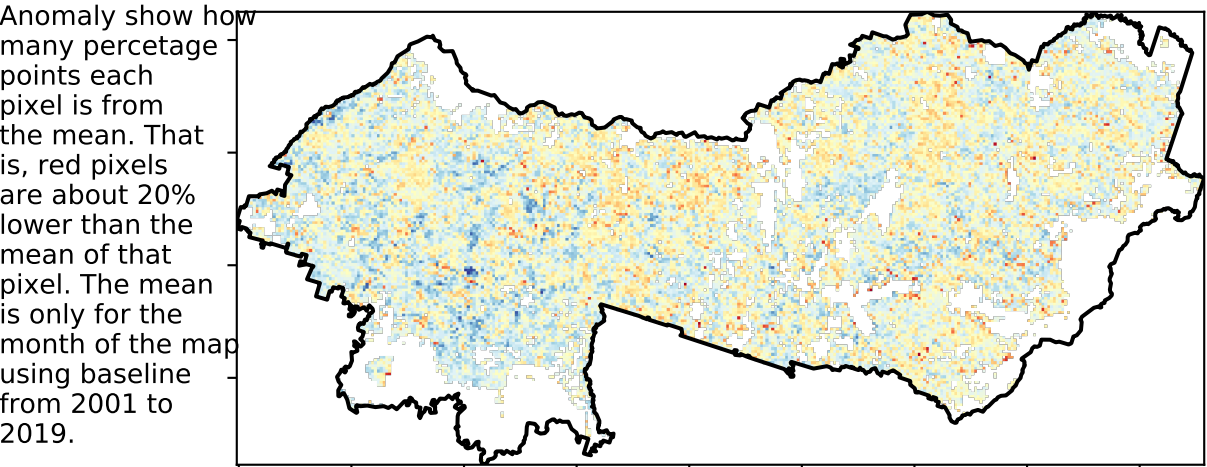 Anomaly show how
many percetage
points each
pixel is from
the mean. That
is, red pixels
are about 20%
lower than the
mean of that
pixel. The mean
is only for the
month of the map
using baseline
from 2001 to
2019.